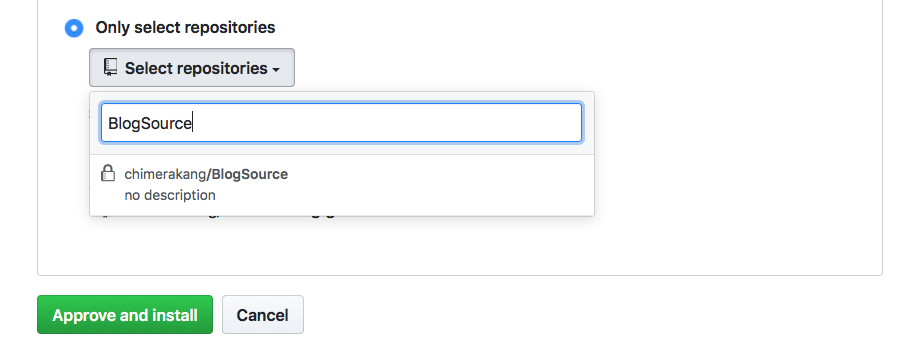 Only select repositories
Select repositories
BlogSource
chimerakang/BlogSource
no description
Approve and install
Cancel